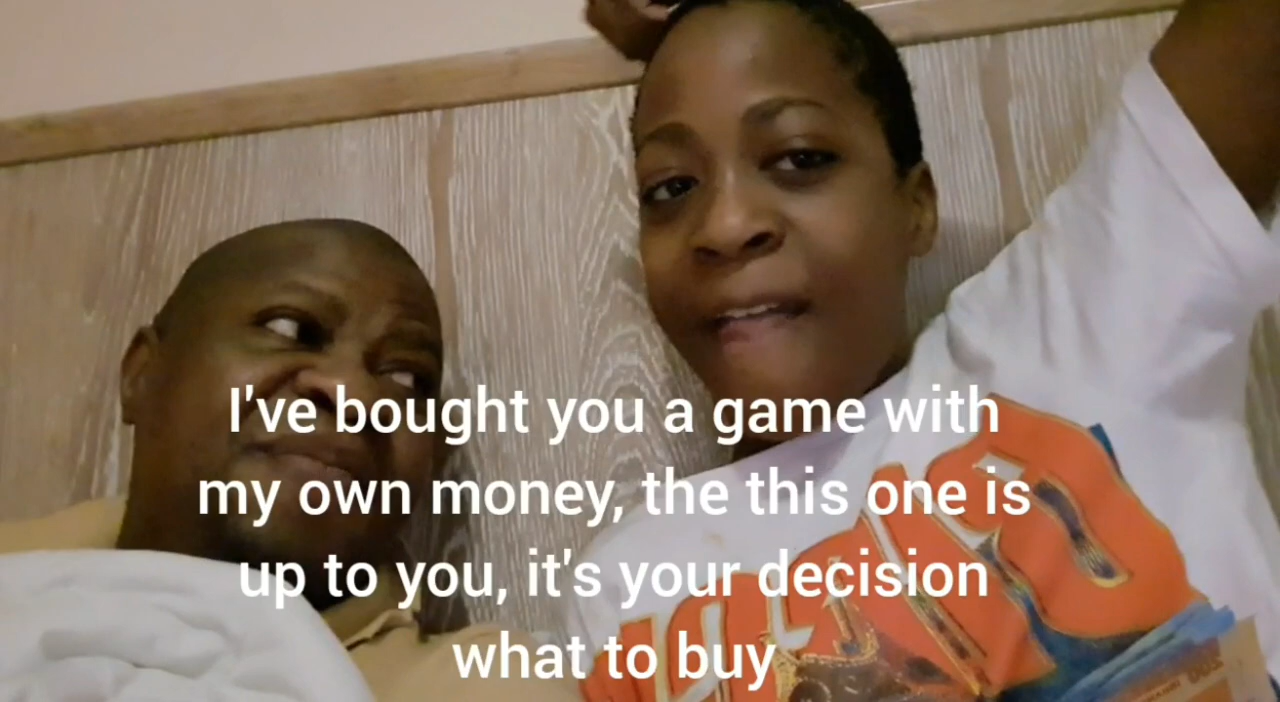 I've bought you a game with
my own money, the this one is
up to you, it's your decision
what to buy